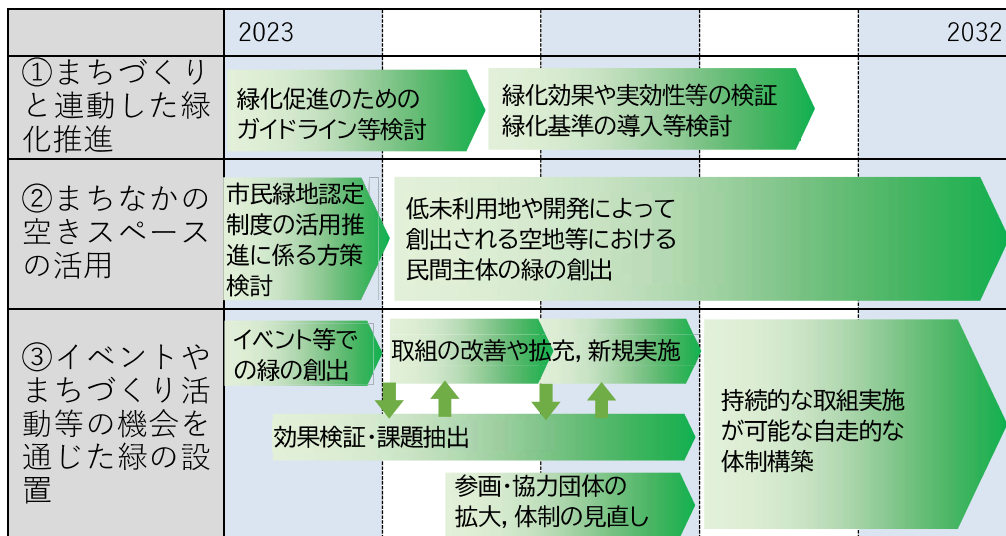 2023
2032
①まちづくり
と連動した緑
化推進
緑化促進のための
ガイドライン等検討
緑化効果や実効性等の検証
緑化基準の導入等検討
②まちなかの
空きスペース
の活用
市民緑地認定
制度の活用推
進に係る方策
検討
低未利用地や開発によって
創出される空地等における
民間主体の緑の創出
③イベントや
まちづくり活
動等の機会を
通じた緑の設
置
イベント等で
の緑の創出
取組の改善や拡充，新規実施
効果検証・課題抽出
参画・協力団体の
拡大，体制の見直し
持続的な取組実施
が可能な自走的な
体制構築